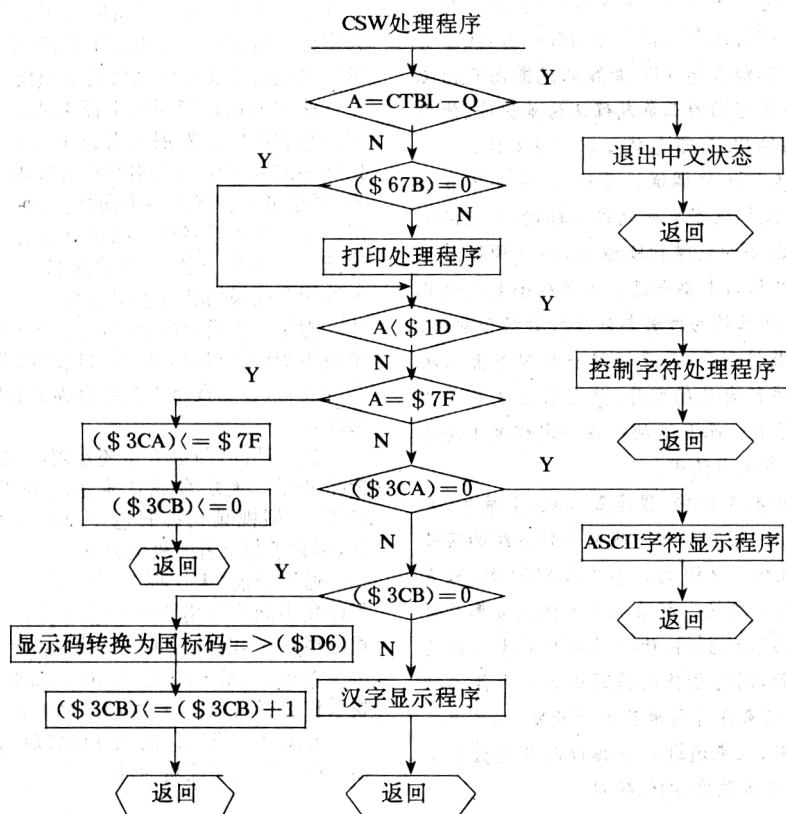 CSW处理程序
Y
A=CTBL-Q
N
退出中文状态
Y
($67B)=0
N
返回
打印处理程序
Y
A〈$1D
N
控制字符处理程序
Y
A=$7F
返回
($3CA)〈=$7F
N
Y
($3CA)=0
($3CB)〈=0
N
ASCII字符显示程序
返回
Y
($3CB)=0
返回
显示码转换为国标码=>($D6)
N
($3CB)〈=($3CB)+1
汉字显示程序
返回
返回